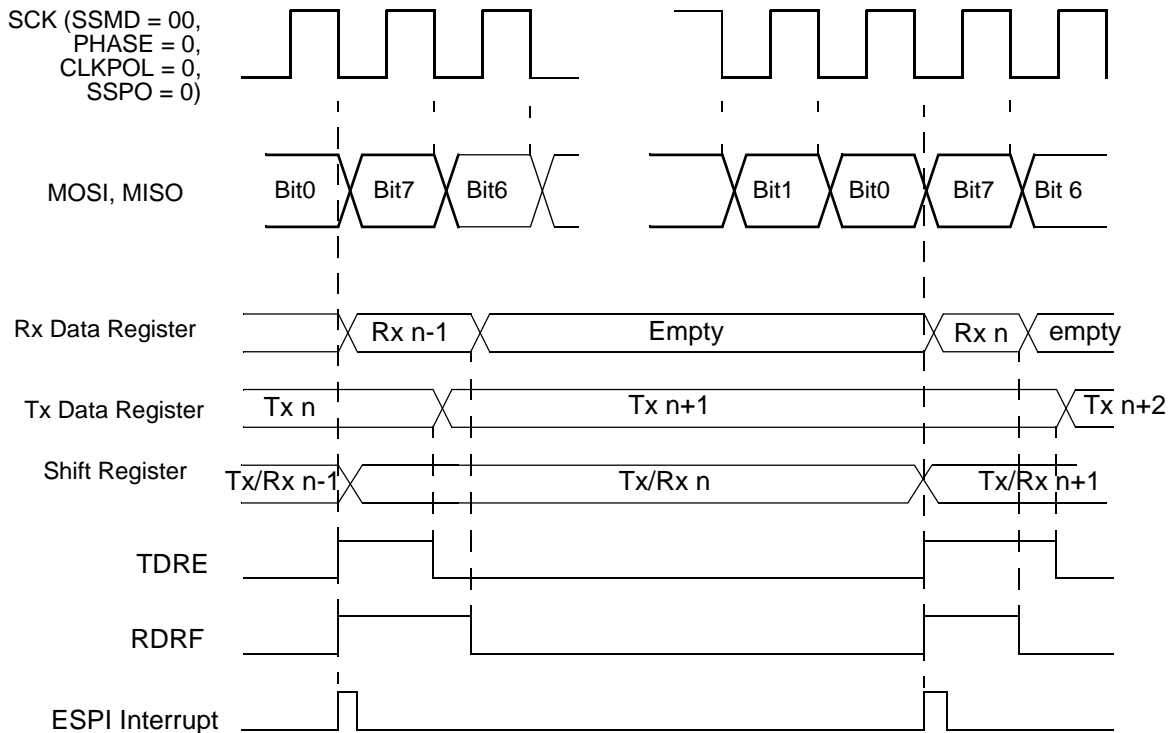 SCK (SSMD = 00,
PHASE = 0,
CLKPOL = 0,
SSPO = 0)
MOSI, MISO
Bit0 Bit7 Bit6 Bit1 Bit0 Bit7 Bit 6
Rx Data Register
Rx n-1 Empty Rx n empty
Tx Data Register
Tx n Tx n+1 Tx n+2
Shift Register
Tx/Rx n-1 Tx/Rx n Tx/Rx n+1
TDRE
RDRF
ESPI Interrupt